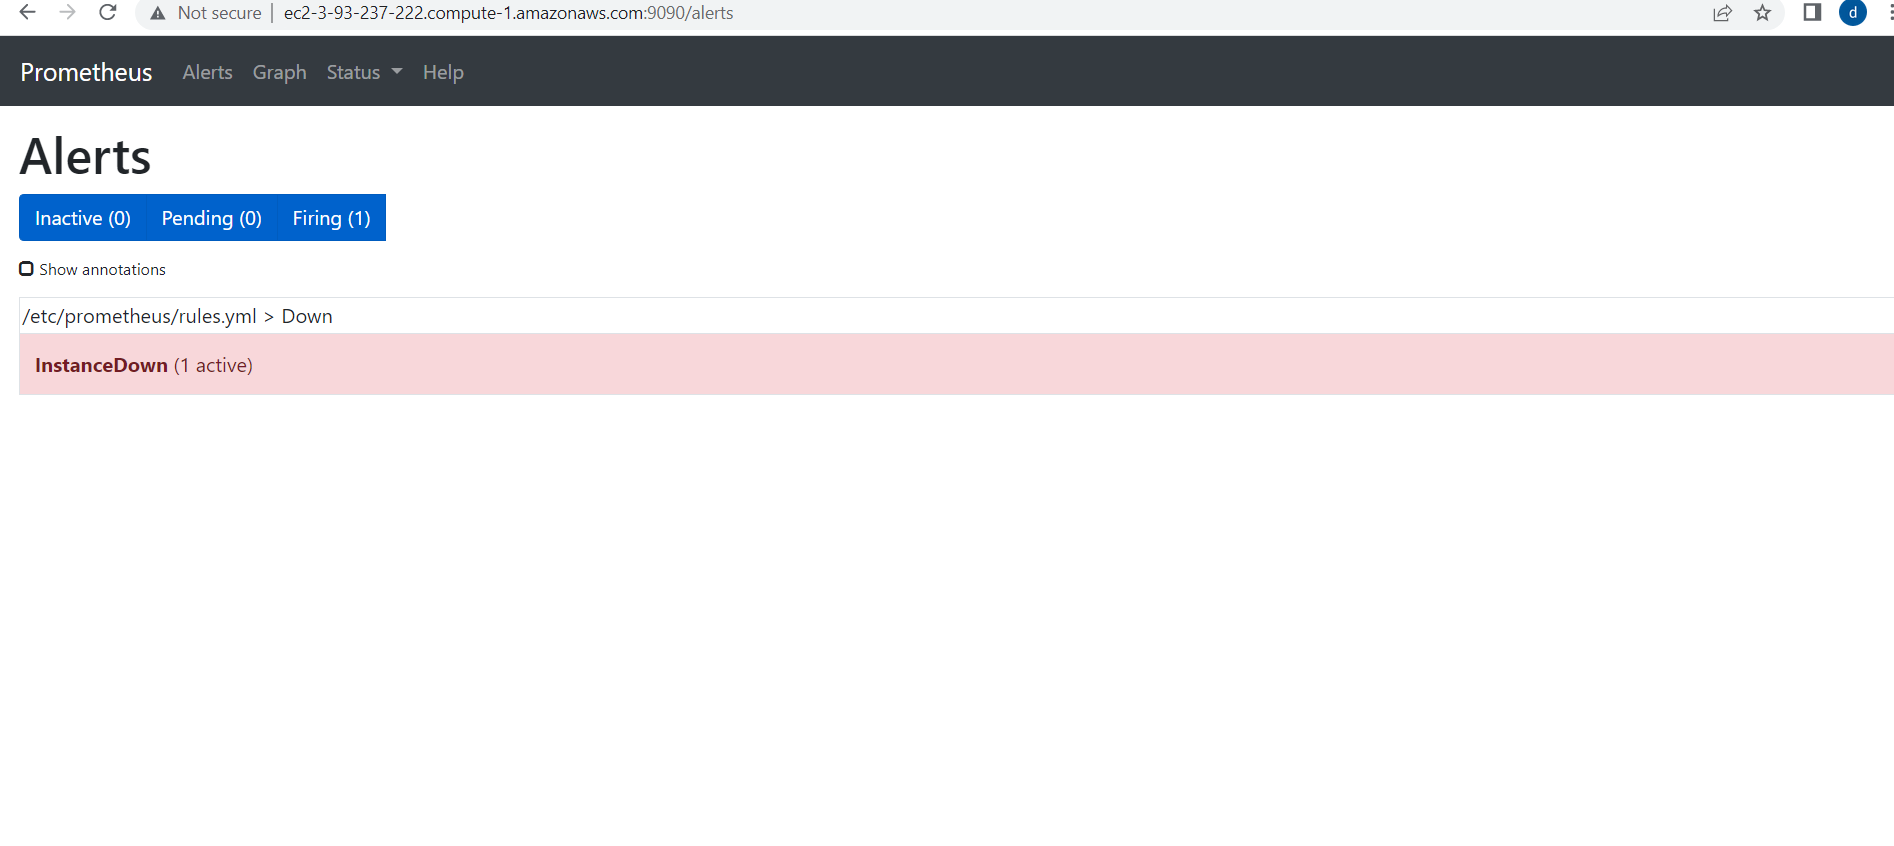 Not secure | ec2-3-93-237-222.compute-1.amazonaws.com:9090/alerts
d
Prometheus Alerts Graph Status Help
Alerts
Inactive (0) Pending (0) Firing (1)
Show annotations
/etc/prometheus/rules.yml > Down
InstanceDown (1 active)